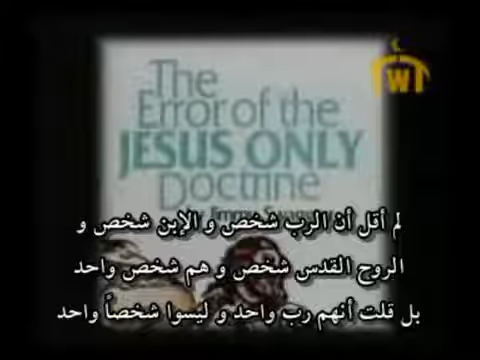 W
The
Error of the
JESUS ONLY
Doctrine
لم أقل أن الرب شخص و الإبن شخص و
الروح القدس شخص و هم شخص واحد
بل قلت أنهم رب واحد و ليسوا شخصاً واحد